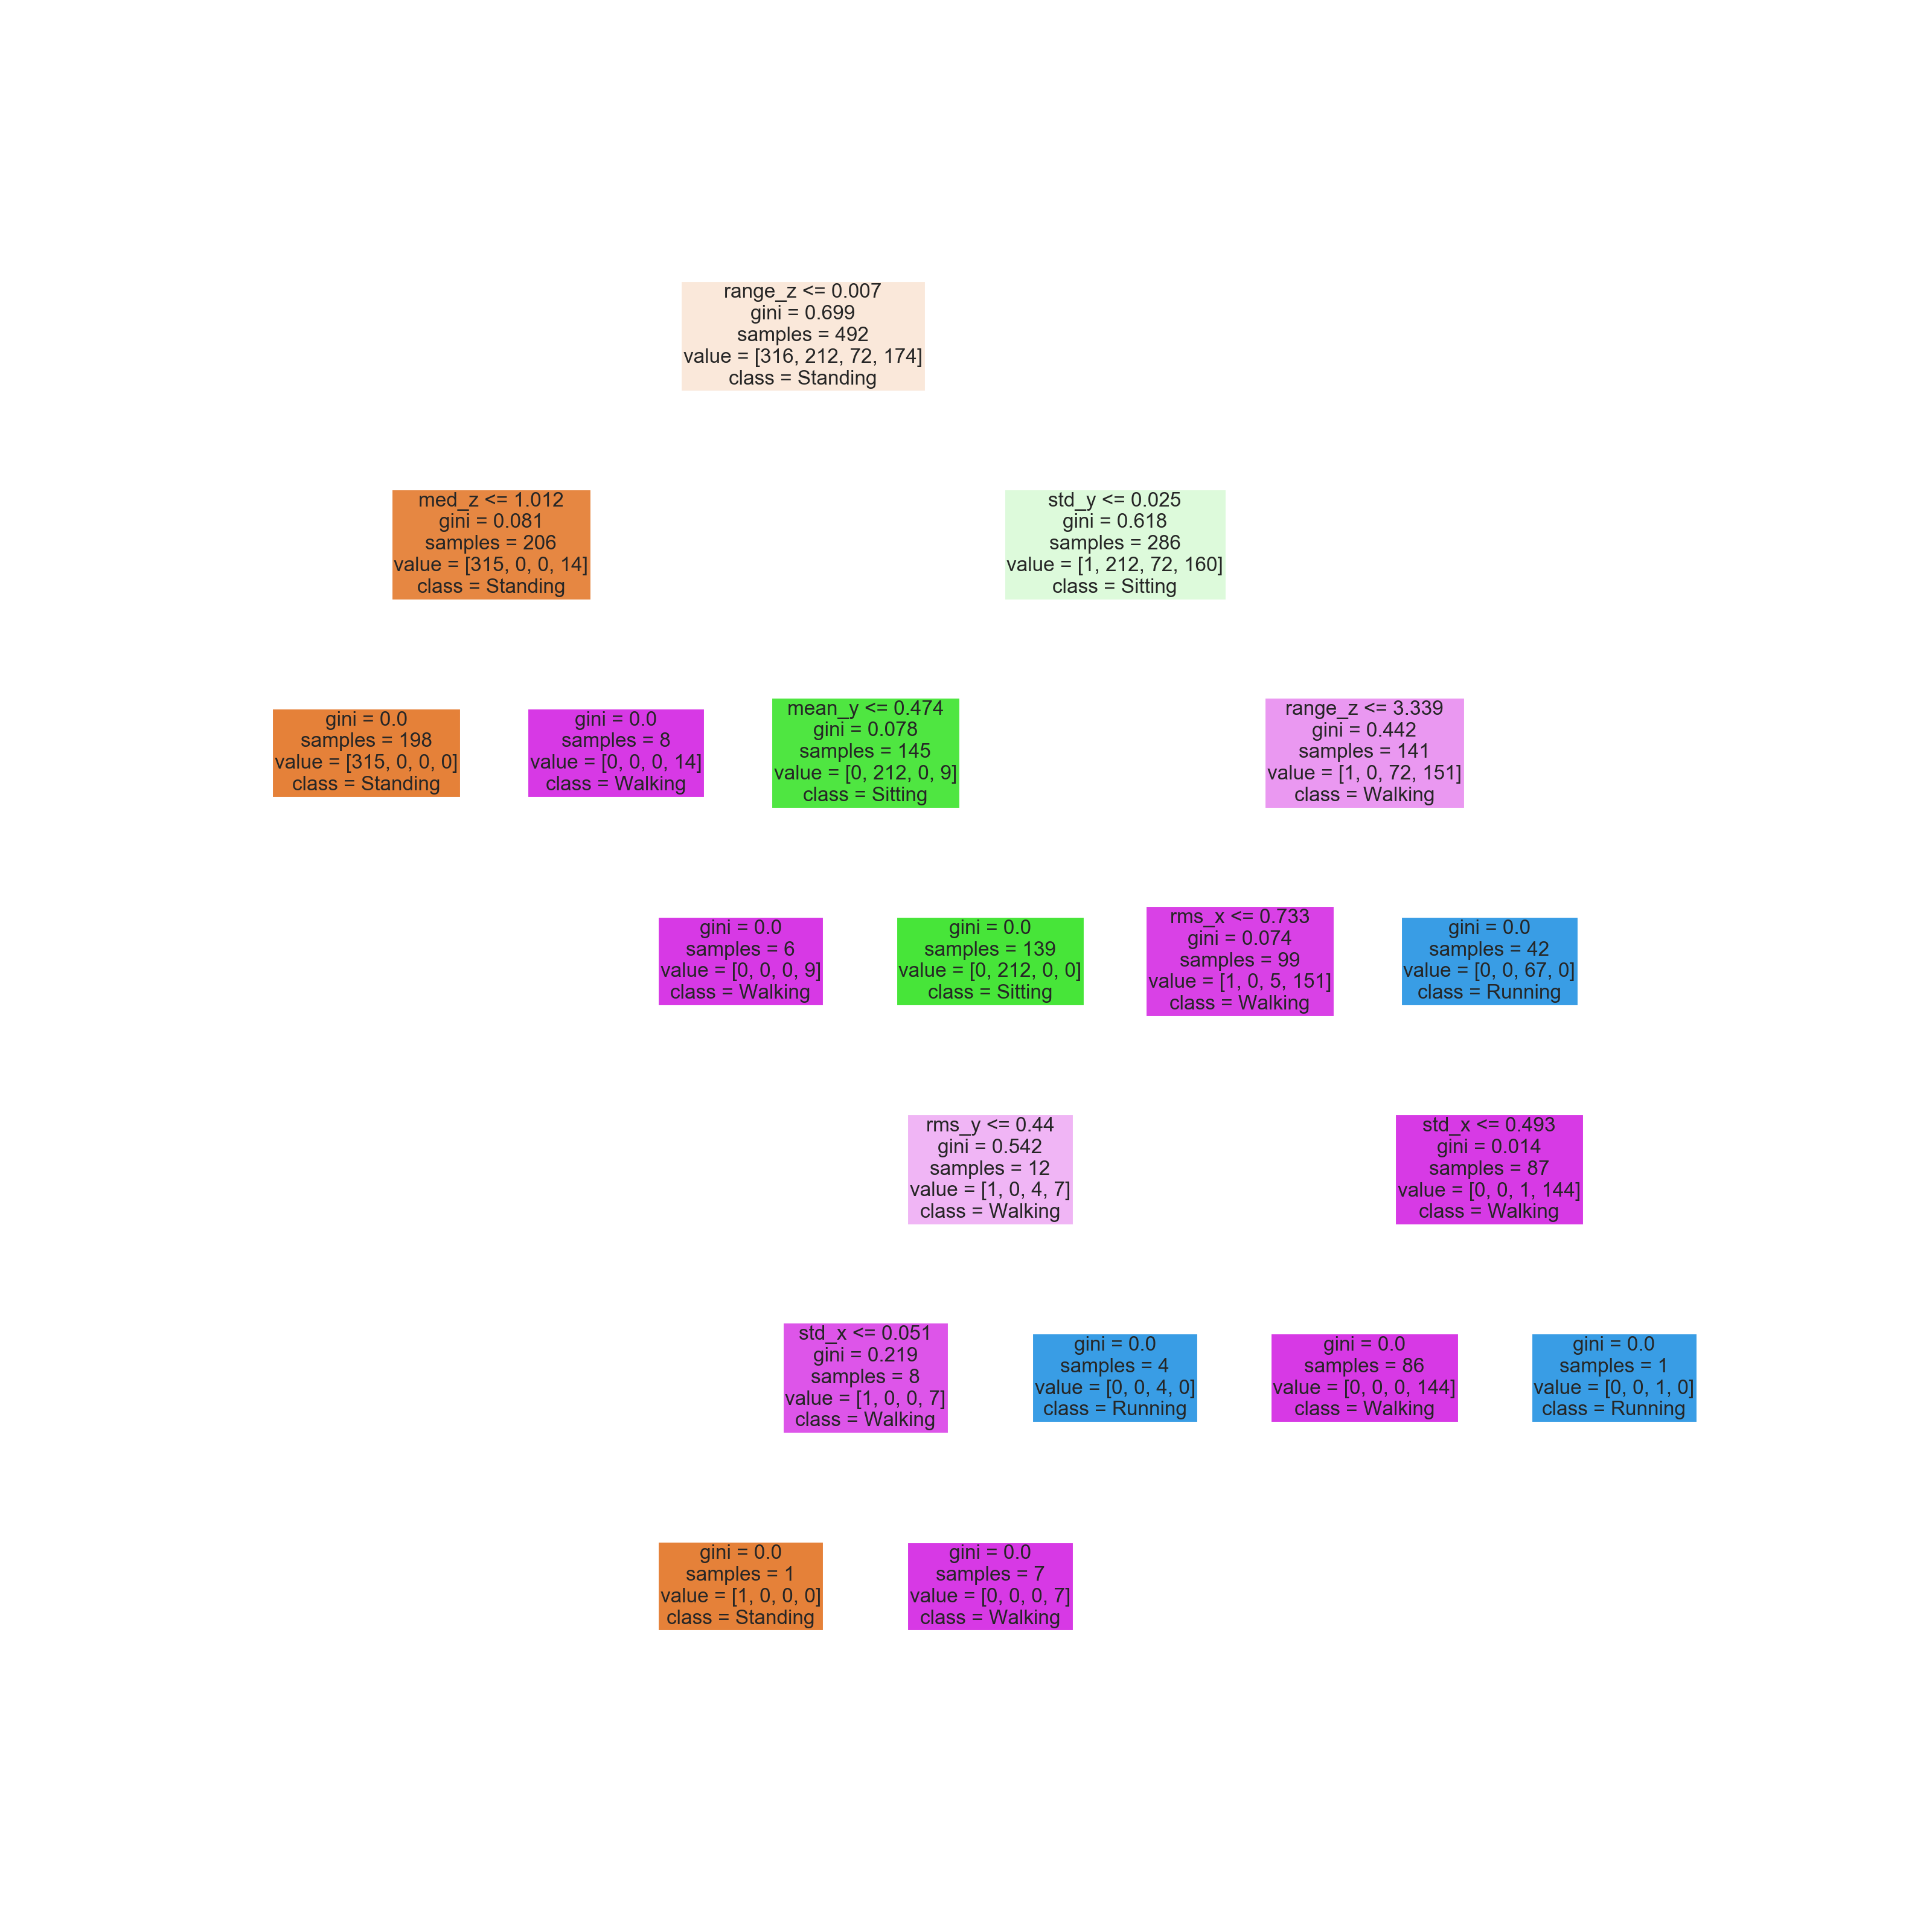 range_z <= 0.007
gini = 0.699
samples = 492
value = [316, 212, 72, 174]
class = Standing
med_z <= 1.012
gini = 0.081
samples = 206
value = [315, 0, 0, 14]
class = Standing
std_y <= 0.025
gini = 0.618
samples = 286
value = [1, 212, 72, 160]
class = Sitting
gini = 0.0
samples = 198
value = [315, 0, 0, 0]
class = Standing
gini = 0.0
samples = 8
value = [0, 0, 0, 14]
class = Walking
mean_y <= 0.474
gini = 0.078
samples = 145
value = [0, 212, 0, 9]
class = Sitting
range_z <= 3.339
gini = 0.442
samples = 141
value = [1, 0, 72, 151]
class = Walking
gini = 0.0
samples = 6
value = [0, 0, 0, 9]
class = Walking
gini = 0.0
samples = 139
value = [0, 212, 0, 0]
class = Sitting
rms_x <= 0.733
gini = 0.074
samples = 99
value = [1, 0, 5, 151]
class = Walking
gini = 0.0
samples = 42
value = [0, 0, 67, 0]
class = Running
rms_y <= 0.44
gini = 0.542
samples = 12
value = [1, 0, 4, 7]
class = Walking
std_x <= 0.493
gini = 0.014
samples = 87
value = [0, 0, 1, 144]
class = Walking
std_x <= 0.051
gini = 0.219
samples = 8
value = [1, 0, 0, 7]
class = Walking
gini = 0.0
samples = 4
value = [0, 0, 4, 0]
class = Running
gini = 0.0
samples = 86
value = [0, 0, 0, 144]
class = Walking
gini = 0.0
samples = 1
value = [0, 0, 1, 0]
class = Running
gini = 0.0
samples = 1
value = [1, 0, 0, 0]
class = Standing
gini = 0.0
samples = 7
value = [0, 0, 0, 7]
class = Walking